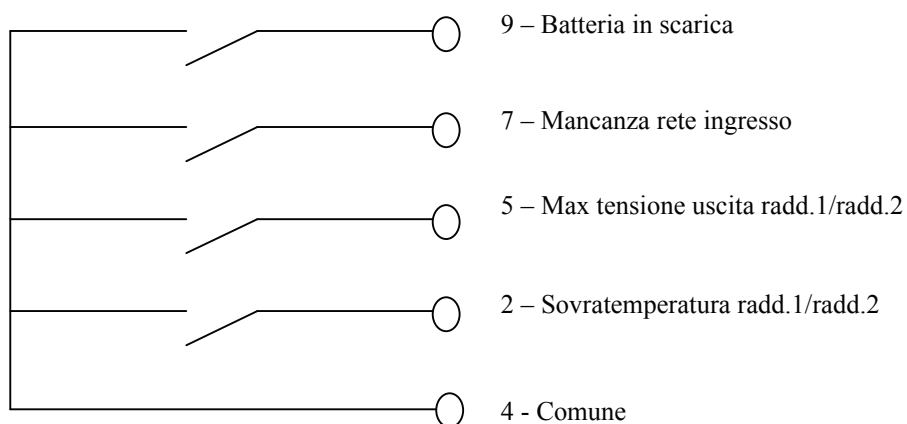 9 – Batteria in scarica
7 – Mancanza rete ingresso
5 – Max tensione uscita radd.1/radd.2
2 – Sovratemperatura radd.1/radd.2
4 - Comune